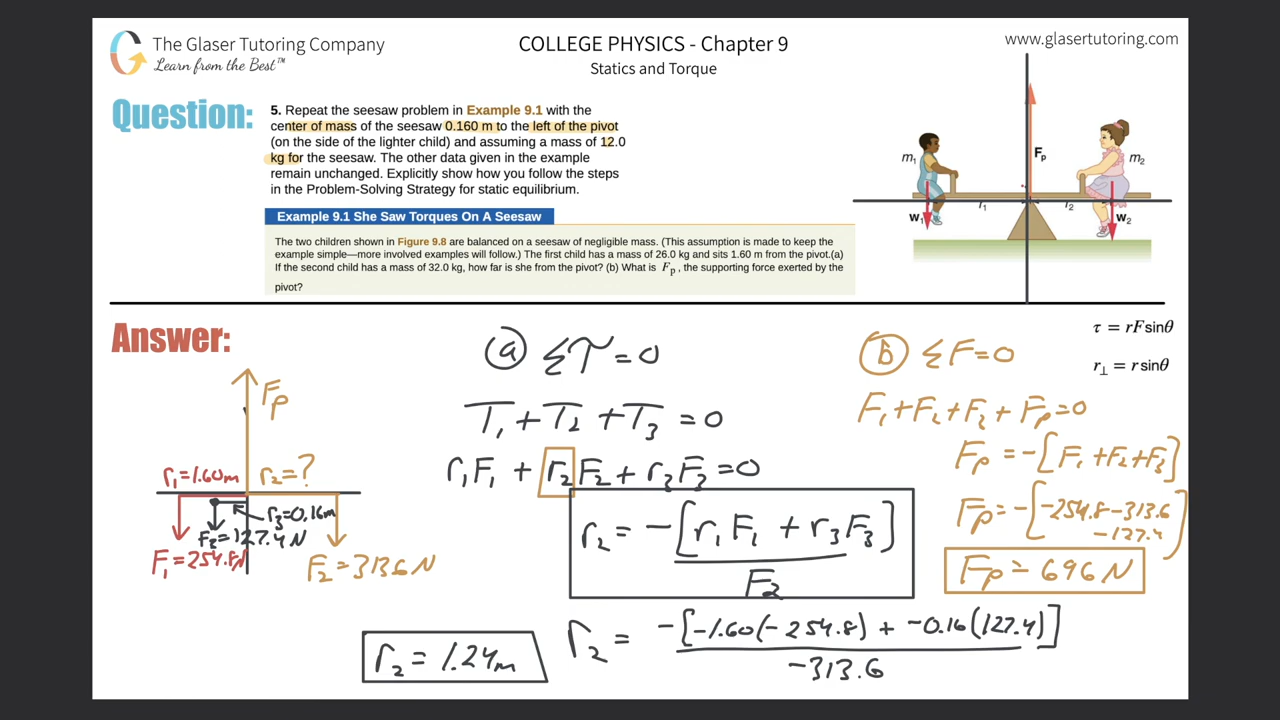 The Glaser Tutoring Company
Learn from the Best™
COLLEGE PHYSICS - Chapter 9
Statics and Torque
www.glasertutoring.com
Question:
5. Repeat the seesaw problem in Example 9.1 with the
center of mass of the seesaw 0.160 m to the left of the pivot
(on the side of the lighter child) and assuming a mass of 12.0
kg for the seesaw. The other data given in the example
remain unchanged. Explicitly show how you follow the steps
in the Problem-Solving Strategy for static equilibrium.
Example 9.1 She Saw Torques On A Seesaw
The two children shown in Figure 9.8 are balanced on a seesaw of negligible mass. (This assumption is made to keep the
example simple—more involved examples will follow.) The first child has a mass of 26.0 kg and sits 1.60 m from the pivot.(a)
If the second child has a mass of 32.0 kg, how far is she from the pivot? (b) What is Fp, the supporting force exerted by the
pivot?
Fp
m1
m2
r1
r2
w1
w2
Answer:
τ = rFsinθ
r⊥ = r sinθ
Fp
r1=1.60m
r2=?
r3=0.16m
F3=127.4N
F1=254.8N
F2=313.6N
a Στ=0
T1+T2+T3=0
r1F1 + r2F2 + r3F3=0
r2 = -[r1F1 + r3F3]
F2
r2 = -[-1.60(-254.8) + -0.16(127.4)]
-313.6
r2 = 1.24m
b ΣF=0
F1+F2+F3+Fp=0
Fp=-[F1+F2+F3]
Fp=-[-254.8-313.6
-127.4]
Fp=696N